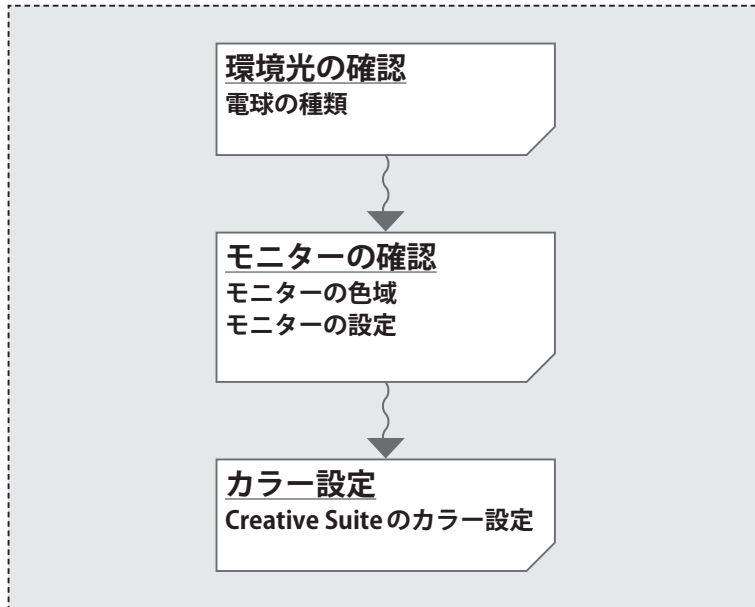 環境光の確認
電球の種類
モニターの確認
モニターの色域
モニターの設定
カラー設定
Creative Suiteのカラー設定